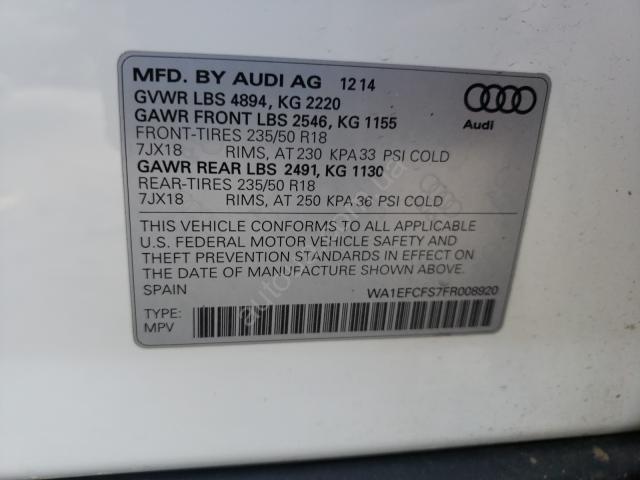 MFD. BY AUDI AG 12 14
GVWR LBS 4894, KG 2220
GAWR FRONT LBS 2546, KG 1155
FRONT-TIRES 235/50 R18
7JX18 RIMS, AT 230 KPA 33 PSI COLD
GAWR REAR LBS 2491, KG 1130
REAR-TIRES 235/50 R18
7JX18 RIMS, AT 250 KPA 36 PSI COLD
Audi
THIS VEHICLE CONFORMS TO ALL APPLICABLE
U.S. FEDERAL MOTOR VEHICLE SAFETY AND
THEFT PREVENTION STANDARDS IN EFFECT ON
THE DATE OF MANUFACTURE SHOWN ABOVE.
SPAIN WA1EFCFS7FR008920
TYPE:
MPV